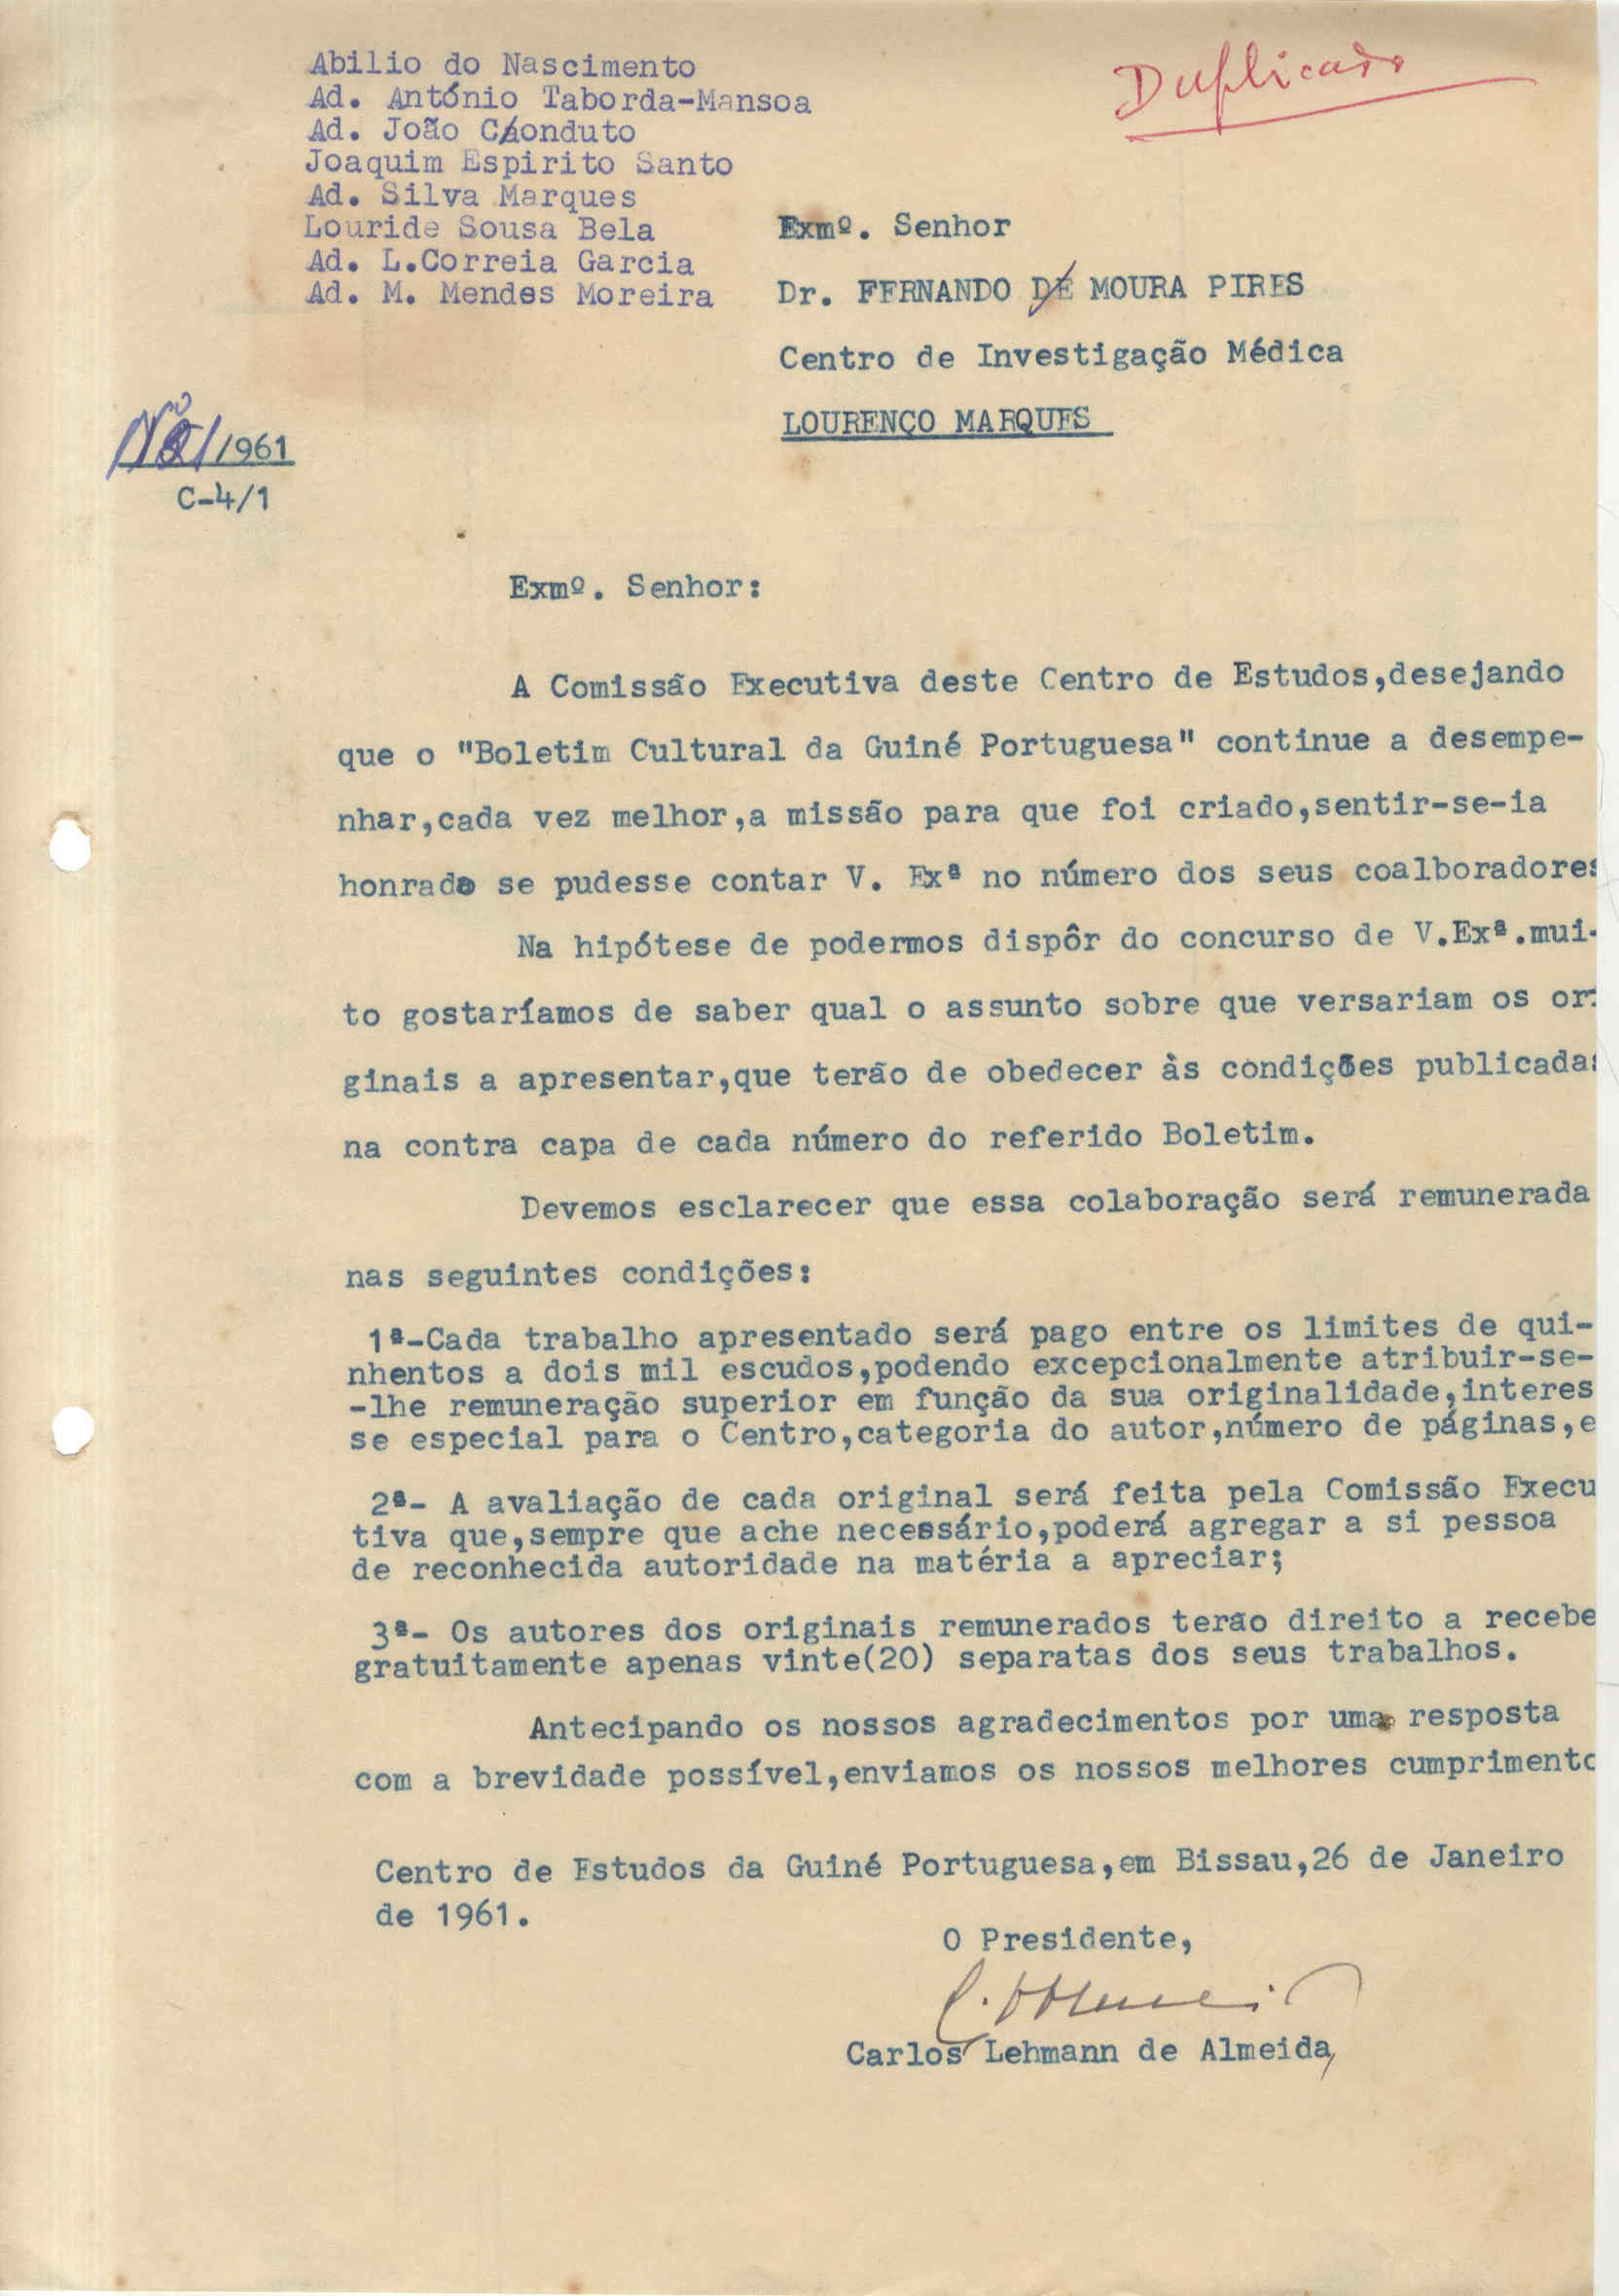 Abilio do Nascimento
Ad. António Taborda-Mansoa
Ad. João Conduto
Joaquim Espirito Santo
Ad. Silva Marques
Louride Sousa Bela
Ad. L.Correia Garcia
Ad. M. Mendes Moreira
Duplicado
Exmº. Senhor
Dr. FERNANDO DE MOURA PIRES
Centro de Investigação Médica
LOURENÇO MARQUES
Nº /1961
C-4/1
Exmº. Senhor:
A Comissão Executiva deste Centro de Estudos,desejando
que o "Boletim Cultural da Guiné Portuguesa" continue a desempe-
nhar,cada vez melhor,a missão para que foi criado,sentir-se-ia
honrada se pudesse contar V. Exª no número dos seus coalboradores
Na hipótese de podermos dispôr do concurso de V.Exª.mui-
to gostaríamos de saber qual o assunto sobre que versariam os ori
ginais a apresentar,que terão de obedecer às condições publicadas
na contra capa de cada número do referido Boletim.
Devemos esclarecer que essa colaboração será remunerada
nas seguintes condições:
1ª-Cada trabalho apresentado será pago entre os limites de qui-
nhentos a dois mil escudos,podendo excepcionalmente atribuir-se-
-lhe remuneração superior em função da sua originalidade,interes
se especial para o Centro,categoria do autor,número de páginas,e
2ª- A avaliação de cada original será feita pela Comissão Execu
tiva que,sempre que ache necessário,poderá agregar a si pessoa
de reconhecida autoridade na matéria a apreciar;
3ª- Os autores dos originais remunerados terão direito a recebe
gratuitamente apenas vinte(20) separatas dos seus trabalhos.
Antecipando os nossos agradecimentos por uma resposta
com a brevidade possível,enviamos os nossos melhores cumprimento
Centro de Estudos da Guiné Portuguesa,em Bissau,26 de Janeiro
de 1961.
O Presidente,
Carlos Lehmann de Almeida